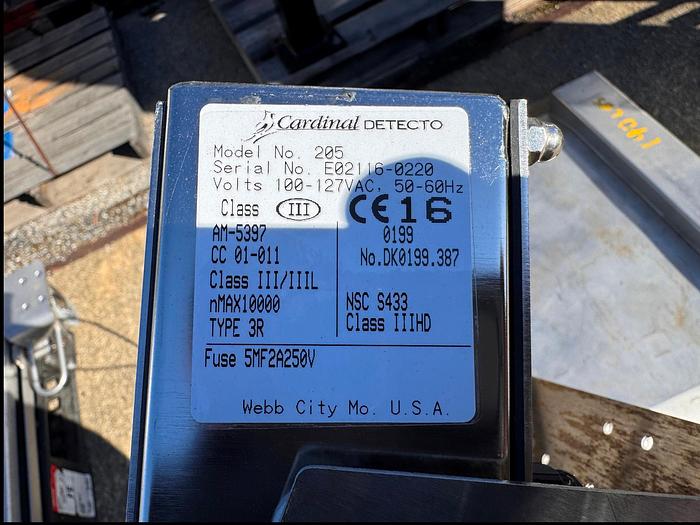 Cardinal DETECTO
Model No. 205
Serial No. E02116-0220
Volts 100-127VAC, 50-60Hz
Class III CE16
AM-5397
CC 01-011
Class III/IIIL
nMAX10000
TYPE 3R
0199
No.DK0199.387
NSC S433
Class IIIHD
Fuse 5MF2A250V
Webb City Mo. U.S.A.